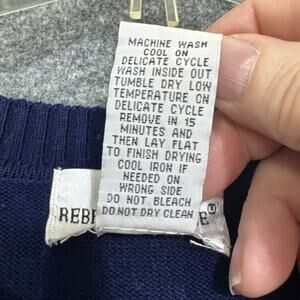 MACHINE WASH
COOL ON
DELICATE CYCLE
WASH INSIDE OUT
TUMBLE DRY LOW
TEMPERATURE ON
DELICATE CYCLE
REMOVE IN 15
MINUTES AND
THEN LAY FLAT
TO FINISH DRYING
COOL IRON IF
NEEDED ON
WRONG SIDE
DO NOT BLEACH
DO NOT DRY CLEAN